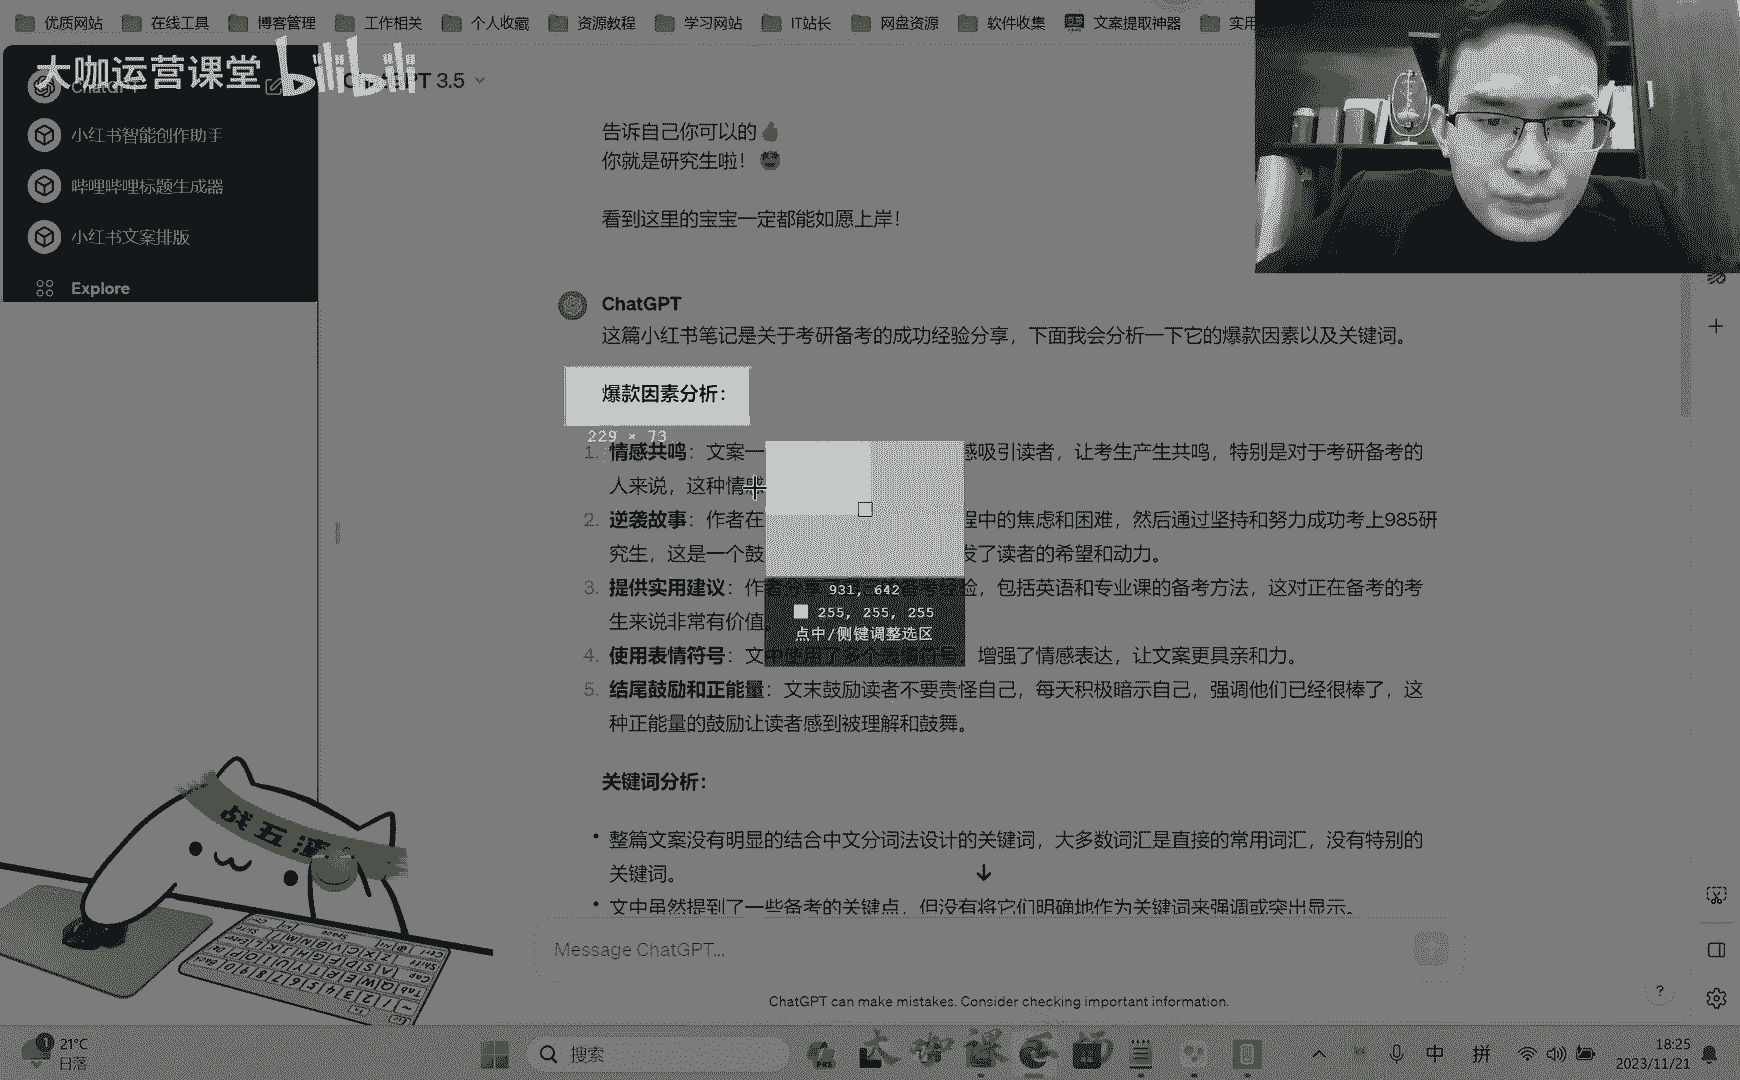 优质网站 在线工具 博客管理 工作相关 个人收藏 资源教程 学习网站 IT站长 网盘资源 软件收集 文案提取神器 实用
大咖运营课堂 bilibili
ChatGPT
PT 3.5
小红书智能创作助手
哔哩哔哩标题生成器
小红书文案排版
Explore
告诉自己你可以的
你就是研究生啦！
看到这里的宝宝一定都能如愿上岸！
ChatGPT
这篇小红书笔记是关于考研备考的成功经验分享，下面我会分析一下它的爆款因素以及关键词。
爆款因素分析：
229 × 73
1. 情感共鸣：文案一 感吸引读者，让考生产生共鸣，特别是对于考研备考的
人来说，这种情感
2. 逆袭故事：作者在 程中的焦虑和困难，然后通过坚持和努力成功考上985研
究生，这是一个鼓 发了读者的希望和动力。
3. 提供实用建议：作者分享 备考经验，包括英语和专业课的备考方法，这对正在备考的考
生来说非常有价值
4. 使用表情符号：文中使用了多个表情符号，增强了情感表达，让文案更具亲和力。
5. 结尾鼓励和正能量：文末鼓励读者不要责怪自己，每天积极暗示自己，强调他们已经很棒了，这
种正能量的鼓励让读者感到被理解和鼓舞。
931, 642
255, 255, 255
点中/侧键调整选区
关键词分析：
• 整篇文案没有明显的结合中文分词法设计的关键词，大多数词汇是直接的常用词汇，没有特别的
关键词。
• 文中虽然提到了一些备考的关键点，但没有将它们明确地作为关键词来强调或突出显示。
Message ChatGPT...
ChatGPT can make mistakes. Consider checking important information.
?
战五渣
1
21°C
日落
搜索
大咖课
中 拼
18:25
2023/11/21